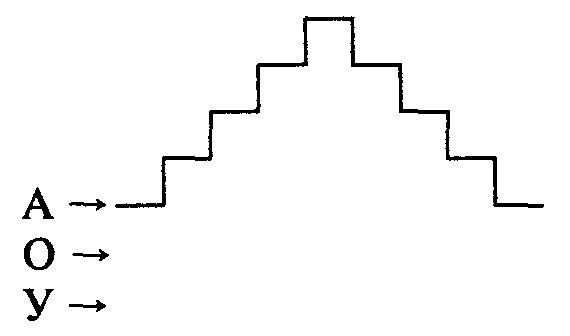 А →
О →
У →